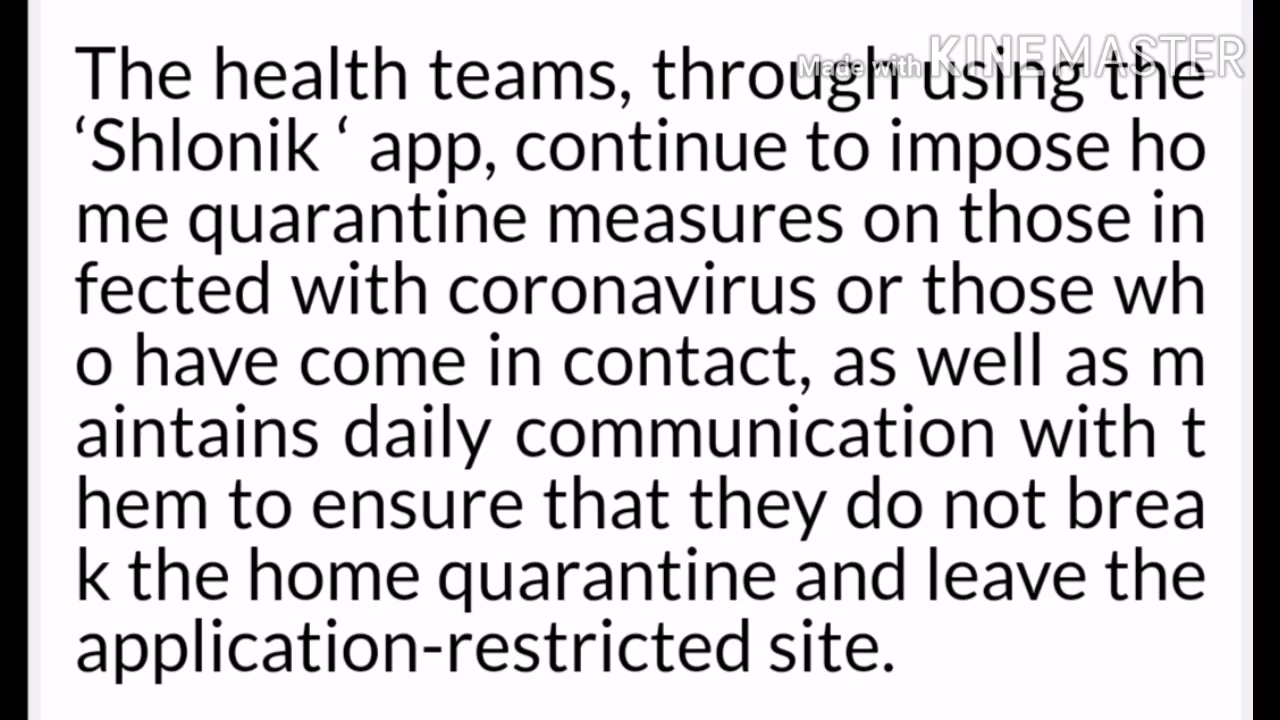 Made with KINEMASTER
The health teams, through using the
‘Shlonik ‘ app, continue to impose ho
me quarantine measures on those in
fected with coronavirus or those wh
o have come in contact, as well as m
aintains daily communication with t
hem to ensure that they do not brea
k the home quarantine and leave the
application-restricted site.